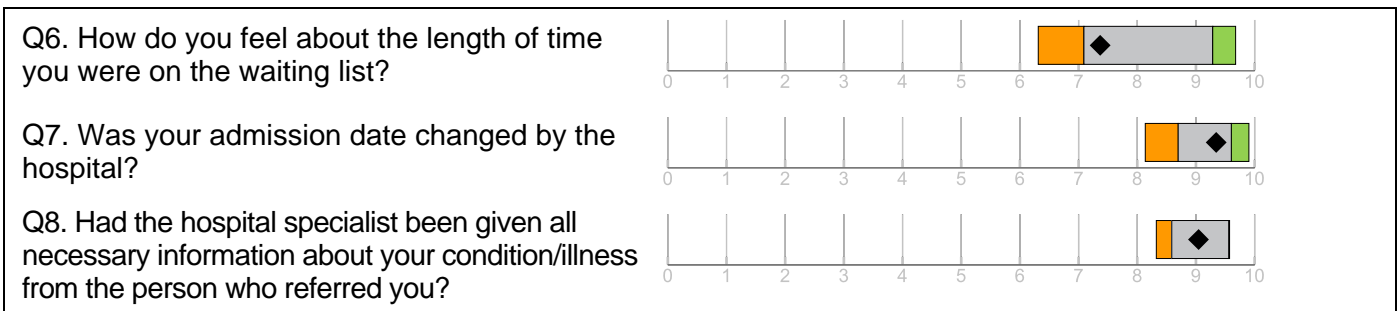 Q6. How do you feel about the length of time
you were on the waiting list?
0 1 2 3 4 5 6 7 8 9 10
Q7. Was your admission date changed by the
hospital?
0 1 2 3 4 5 6 7 8 9 10
Q8. Had the hospital specialist been given all
necessary information about your condition/illness
from the person who referred you?
0 1 2 3 4 5 6 7 8 9 10